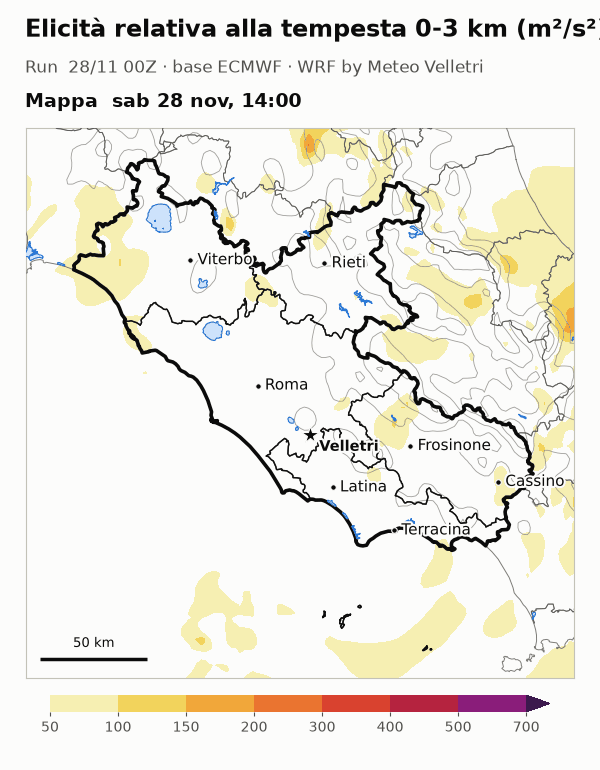 Elicità relativa alla tempesta 0-3 km (m²/s²)
Run 28/11 00Z · base ECMWF · WRF by Meteo Velletri
Mappa sab 28 nov, 14:00
Viterbo
Rieti
Roma
Velletri
Frosinone
Cassino
Latina
Terracina
50 km
50 100 150 200 300 400 500 700